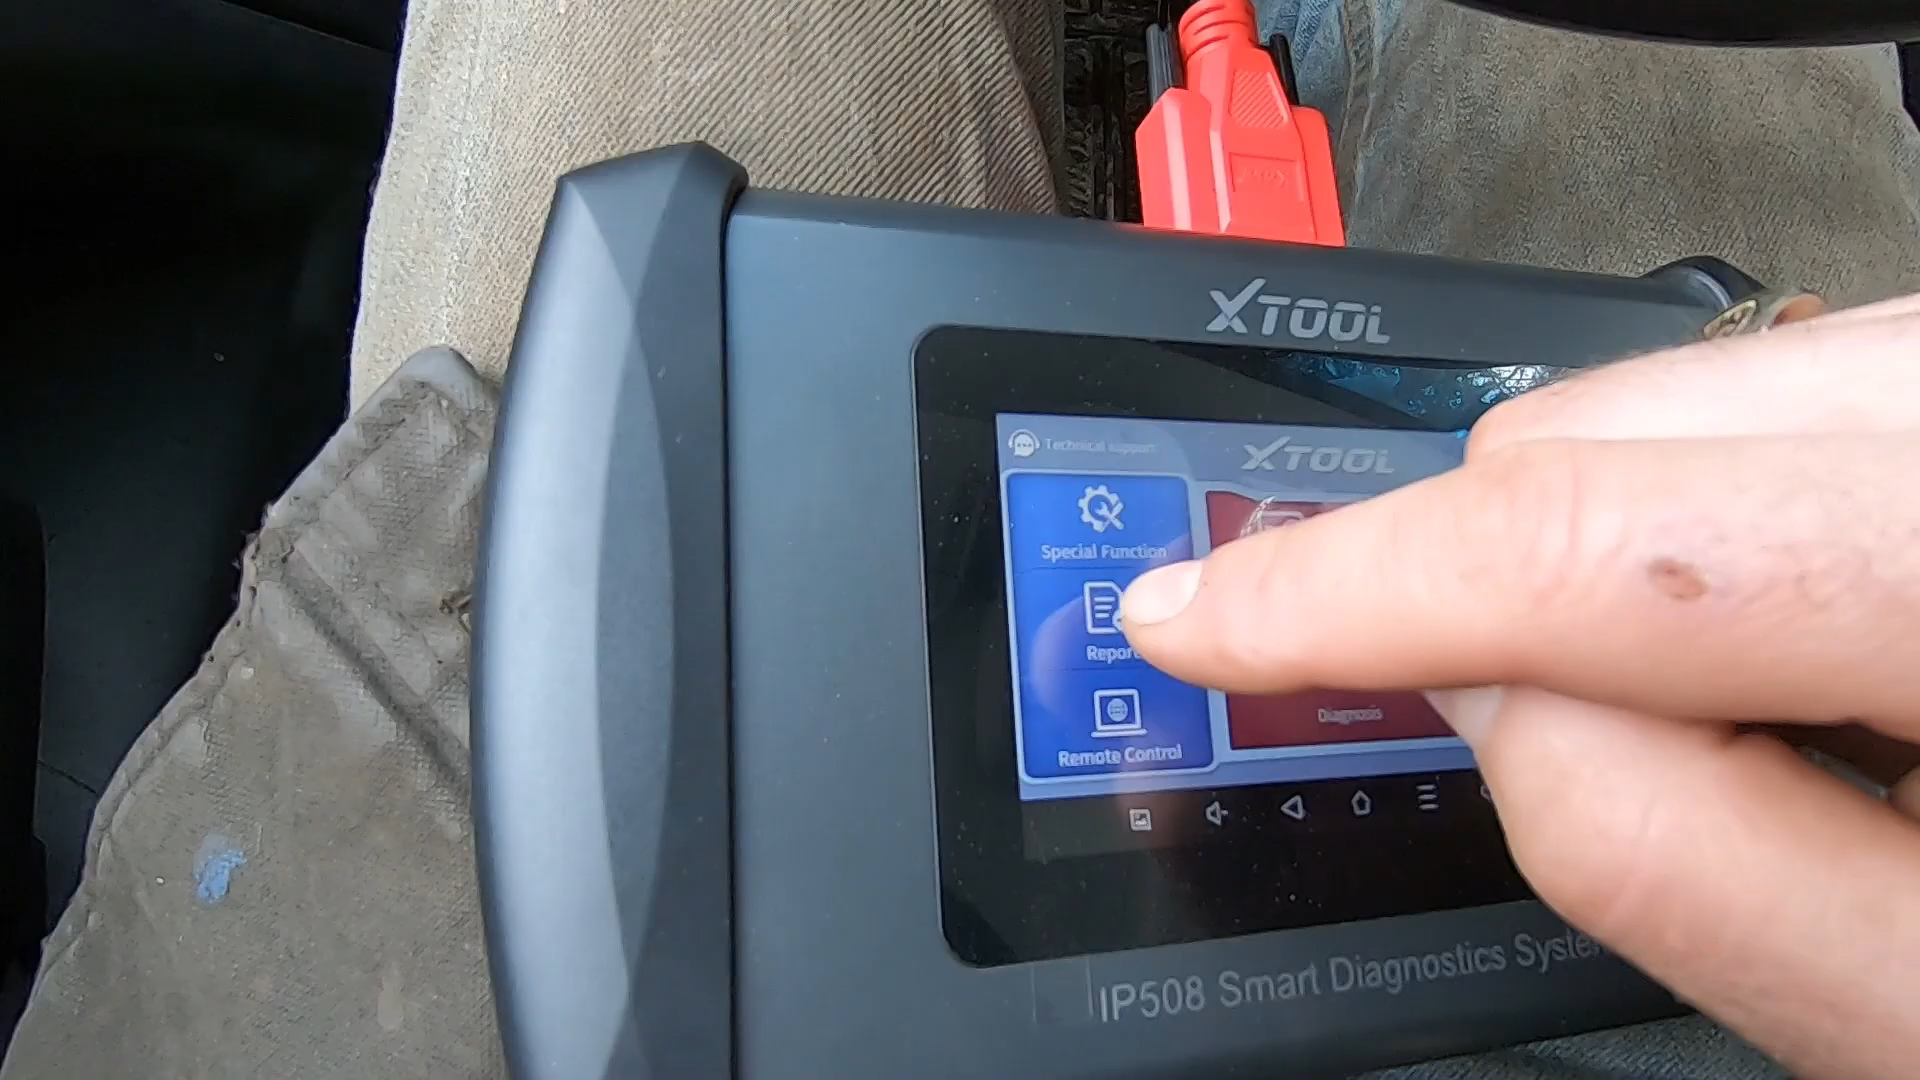 XTOOL
Technical support
XTOOL
Special Function
Report
Remote Control
Diagnosis
IP508 Smart Diagnostics System